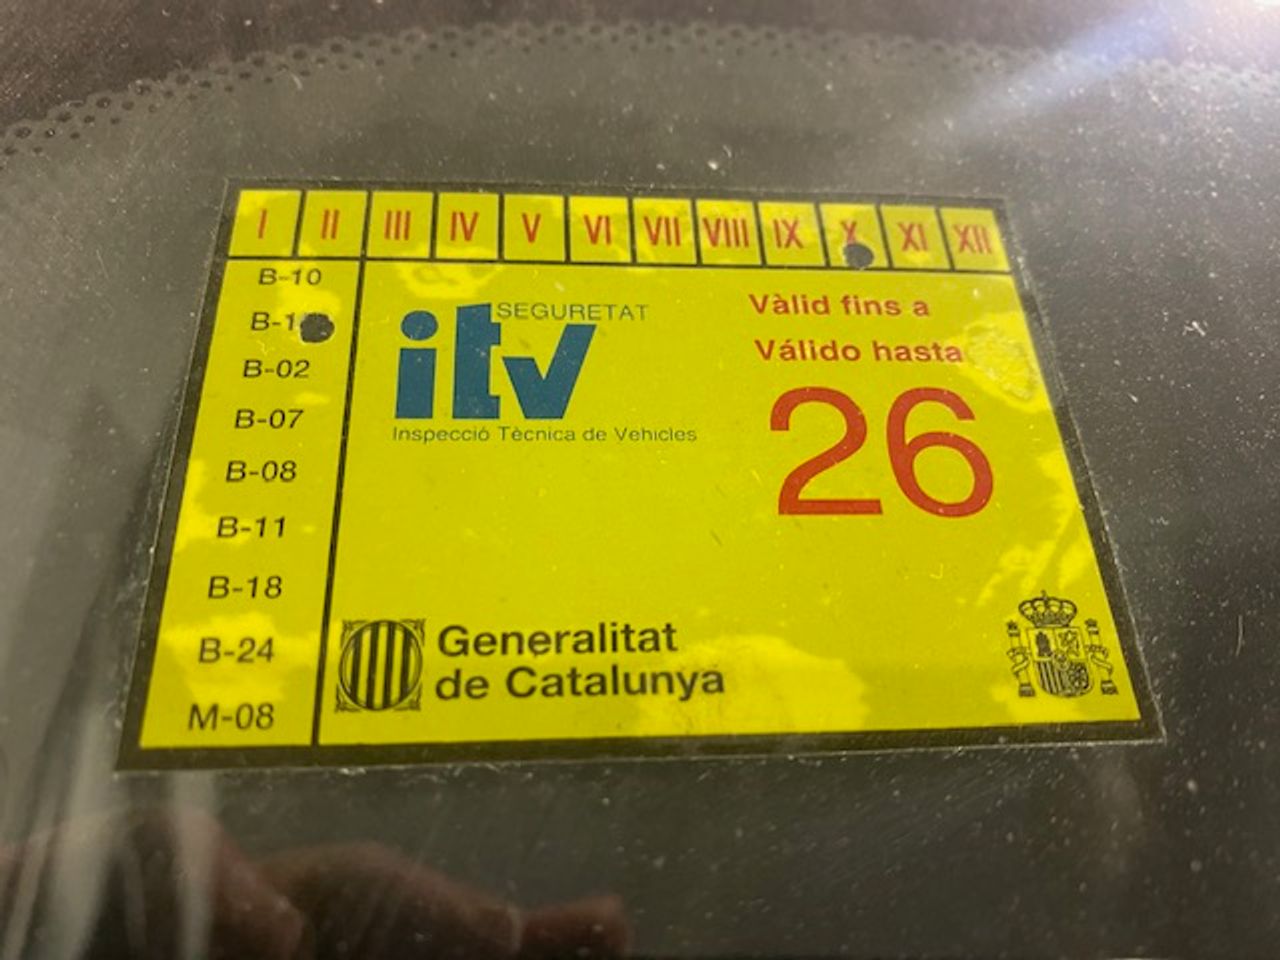 I II III IV V VI VII VIII IX X XI XII
B-10
B-02
B-07
B-08
B-11
B-18
B-24
M-08
SEGURETAT
itv
Inspecció Tècnica de Vehicles
Vàlid fins a
Válido hasta
26
Generalitat
de Catalunya